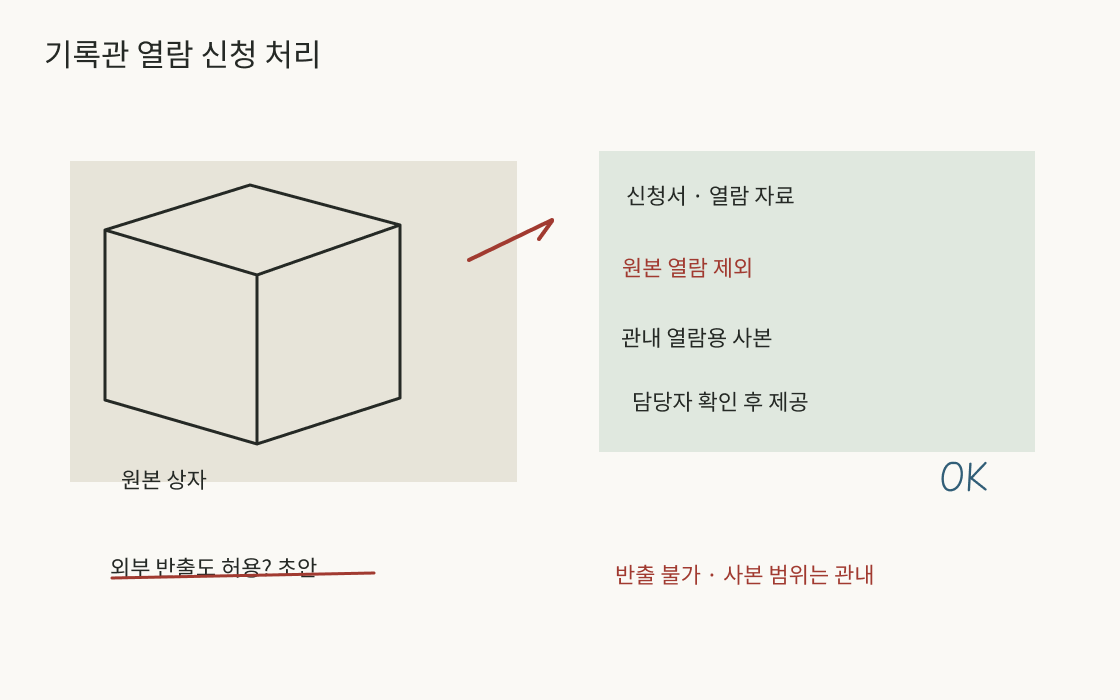 기록관 열람 신청 처리
원본 상자
외부 반출도 허용? 초안
신청서 · 열람 자료
원본 열람 제외
관내 열람용 사본
담당자 확인 후 제공
OK
반출 불가 · 사본 범위는 관내